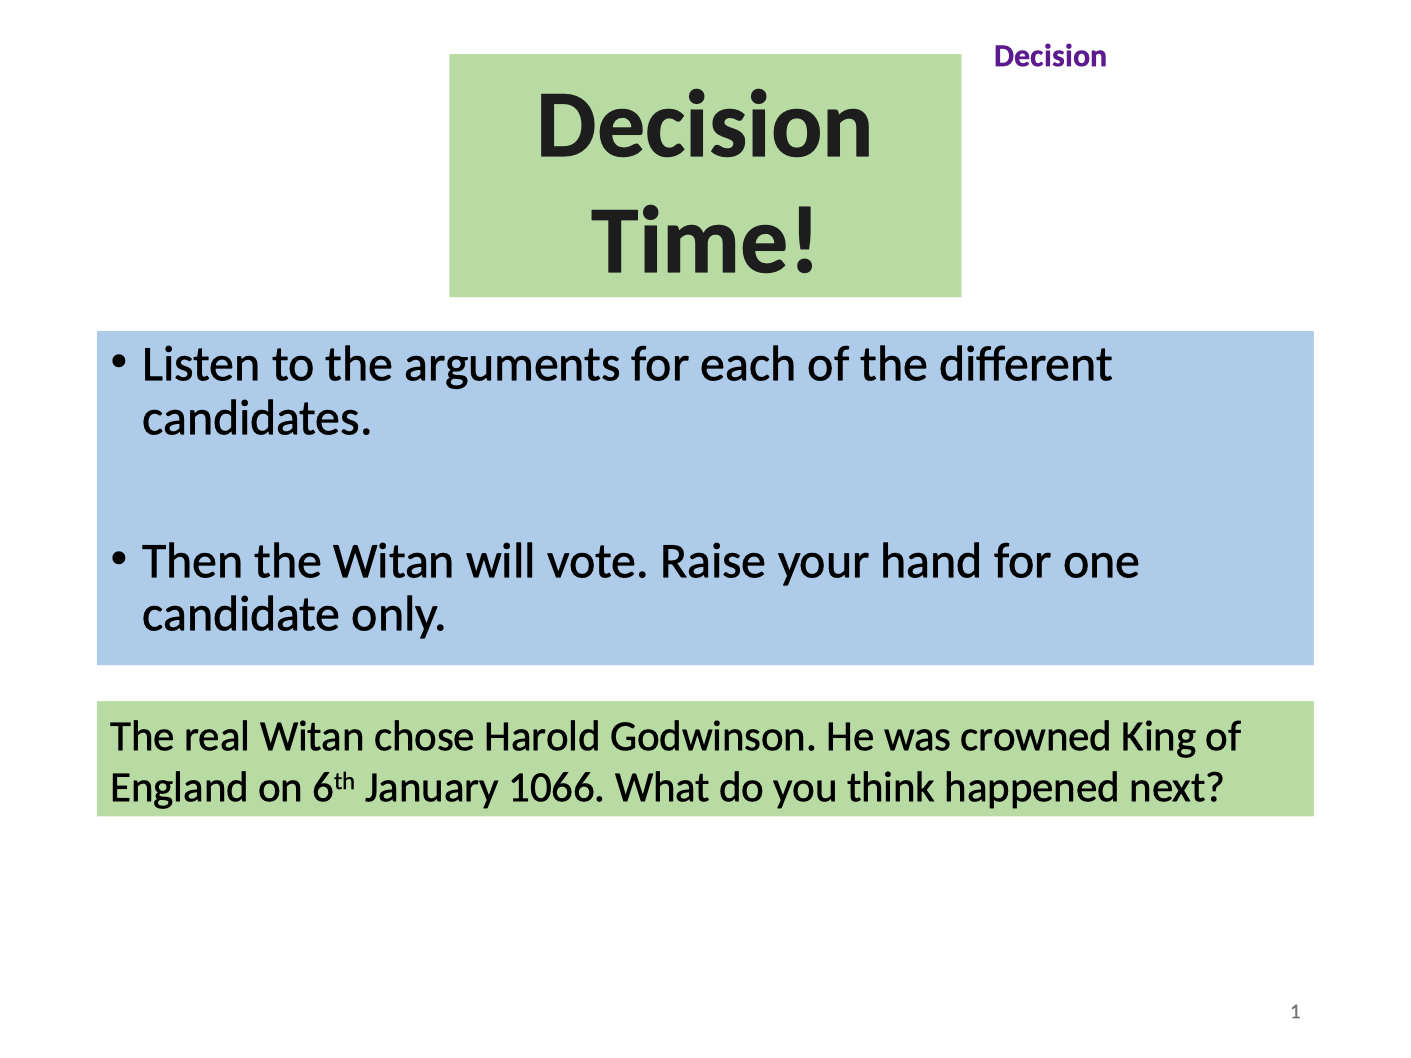 Decision
Decision
Time!
• Listen to the arguments for each of the different
candidates.
• Then the Witan will vote. Raise your hand for one
candidate only.
The real Witan chose Harold Godwinson. He was crowned King of
England on 6th January 1066. What do you think happened next?
1